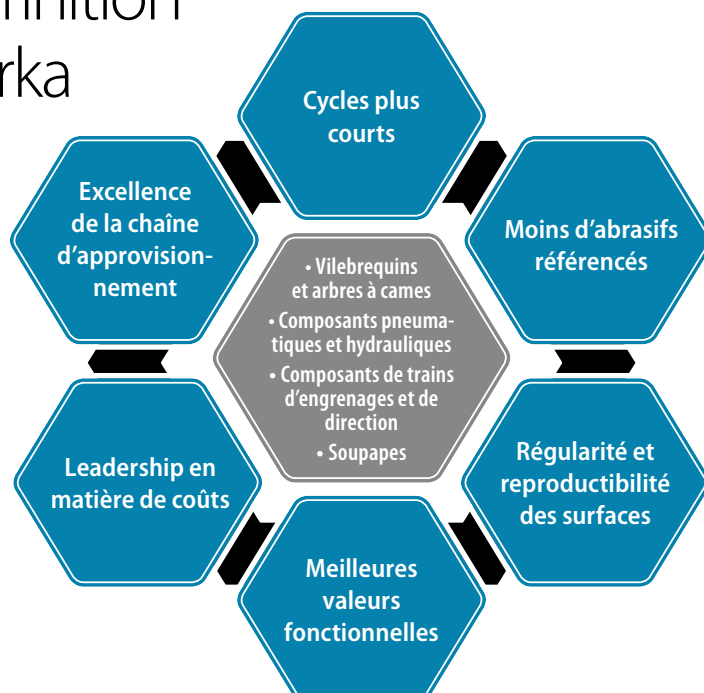 Cycles plus
courts
Excellence
de la chaîne
d'approvision-
nement
Moins d'abrasifs
référencés
• Vilebrequins
et arbres à cames
• Composants pneuma-
tiques et hydrauliques
• Composants de trains
d'engrenages et de
direction
• Soupapes
Leadership en
matière de coûts
Régularité et
reproductibilité
des surfaces
Meilleures
valeurs
fonctionnelles